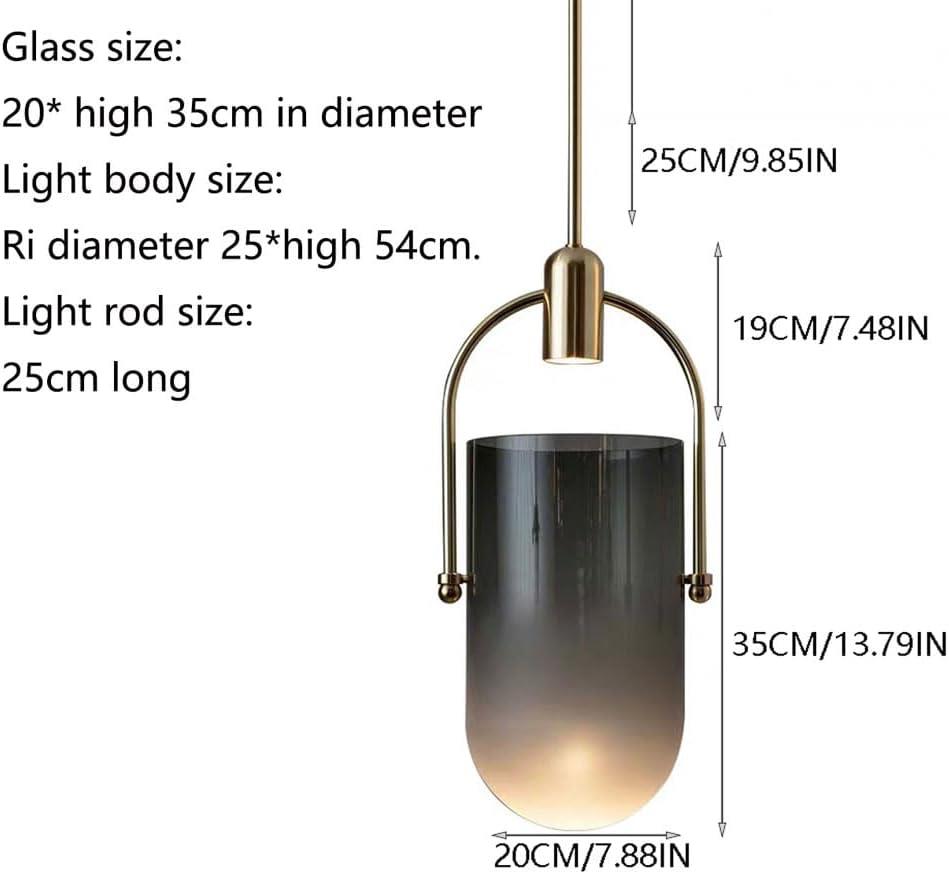 Glass size:
20* high 35cm in diameter
Light body size:
Ri diameter 25*high 54cm.
Light rod size:
25cm long
25CM/9.85IN
19CM/7.48IN
35CM/13.79IN
20CM/7.88IN